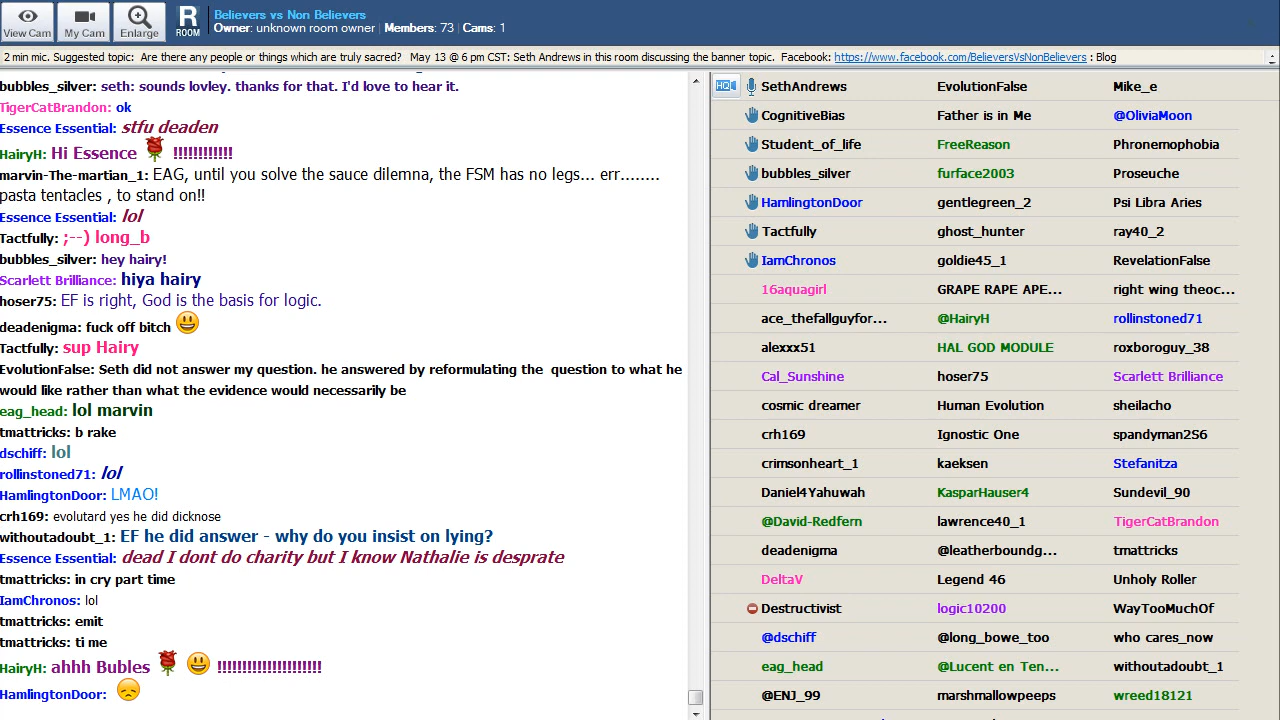 View Cam
My Cam
Enlarge
R
ROOM
Believers vs Non Believers
Owner: unknown room owner | Members: 73 | Cams: 1
2 min mic. Suggested topic: Are there any people or things which are truly sacred? May 13 @ 6 pm CST: Seth Andrews in this room discussing the banner topic. Facebook: https://www.facebook.com/BelieversVsNonBelievers : Blog
bubbles_silver: seth: sounds lovley. thanks for that. I'd love to hear it.
TigerCatBrandon: ok
Essence Essential: stfu deaden
HairyH: Hi Essence !!!!!!!!!!!!
marvin-The-martian_1: EAG, until you solve the sauce dilemna, the FSM has no legs... err........
pasta tentacles , to stand on!!
Essence Essential: lol
Tactfully: ;--) long_b
bubbles_silver: hey hairy!
Scarlett Brilliance: hiya hairy
hoser75: EF is right, God is the basis for logic.
deadenigma: fuck off bitch
Tactfully: sup Hairy
EvolutionFalse: Seth did not answer my question. he answered by reformulating the question to what he
would like rather than what the evidence would necessarily be
eag_head: lol marvin
tmattricks: b rake
dschiff: lol
rollinstoned71: lol
HamlingtonDoor: LMAO!
crh169: evolutard yes he did dicknose
withoutadoubt_1: EF he did answer - why do you insist on lying?
Essence Essential: dead I dont do charity but I know Nathalie is desprate
tmattricks: in cry part time
IamChronos: lol
tmattricks: emit
tmattricks: ti me
HairyH: ahhh Bubles !!!!!!!!!!!!!!!!!!!!!
HamlingtonDoor:
HQ SethAndrews EvolutionFalse Mike_e
CognitiveBias Father is in Me @OliviaMoon
Student_of_life FreeReason Phronemophobia
bubbles_silver furface2003 Proseuche
HamlingtonDoor gentlegreen_2 Psi Libra Aries
Tactfully ghost_hunter ray40_2
IamChronos goldie45_1 RevelationFalse
16aquagirl GRAPE RAPE APE... right wing theoc...
ace_thefallguyfor... @HairyH rollinstoned71
alexxx51 HAL GOD MODULE roxboroguy_38
Cal_Sunshine hoser75 Scarlett Brilliance
cosmic dreamer Human Evolution sheilacho
crh169 Ignostic One spandyman2S6
crimsonheart_1 kaeksen Stefanitza
Daniel4Yahuwah KasparHauser4 Sundevil_90
@David-Redfern lawrence40_1 TigerCatBrandon
deadenigma @leatherboundg... tmattricks
DeltaV Legend 46 Unholy Roller
Destructivist logic10200 WayTooMuchOf
@dschiff @long_bowe_too who cares_now
eag_head @Lucent en Ten... withoutadoubt_1
@ENJ_99 marshmallowpeeps wreed18121